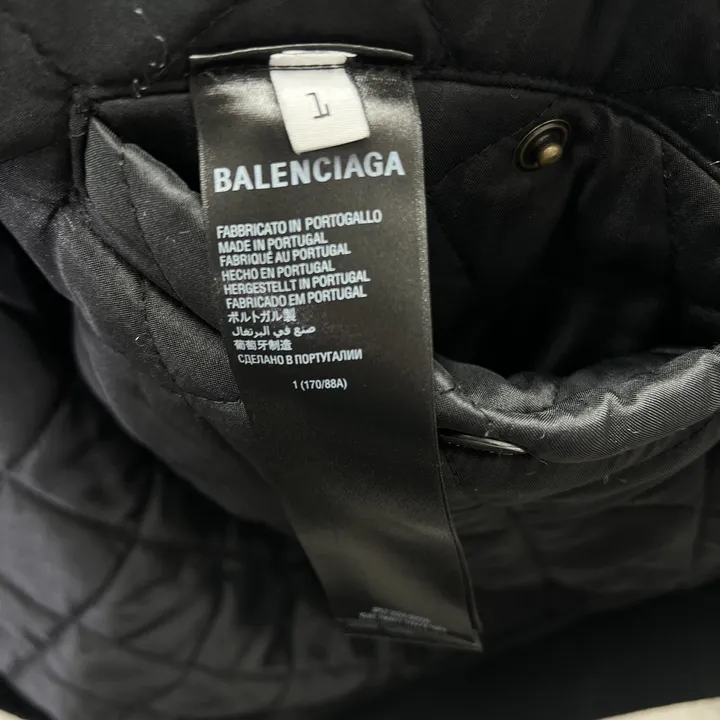 1
BALENCIAGA
FABBRICATO IN PORTOGALLO
MADE IN PORTUGAL
FABRIQUÉ AU PORTUGAL
HECHO EN PORTUGAL
HERGESTELLT IN PORTUGAL
FABRICADO EM PORTUGAL
ポルトガル製
صنع في البرتغال
葡萄牙制造
СДЕЛАНО В ПОРТУГАЛИИ
1 (170/88A)